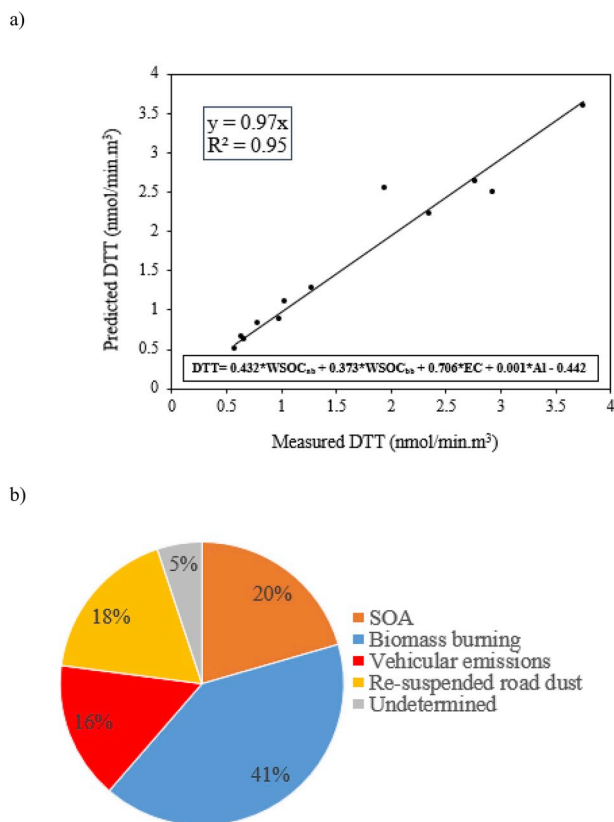 a)
4
3.5
3
2.5
2
1.5
1
0.5
0
Predicted DTT (nmol/min.m³)
y = 0.97x
R² = 0.95
DTT= 0.432*WSOCnb + 0.373*WSOCbb + 0.706*EC + 0.001*Al - 0.442
0 0.5 1 1.5 2 2.5 3 3.5 4
Measured DTT (nmol/min.m³)
b)
5%
20%
18%
16%
41%
SOA
Biomass burning
Vehicular emissions
Re-suspended road dust
Undetermined